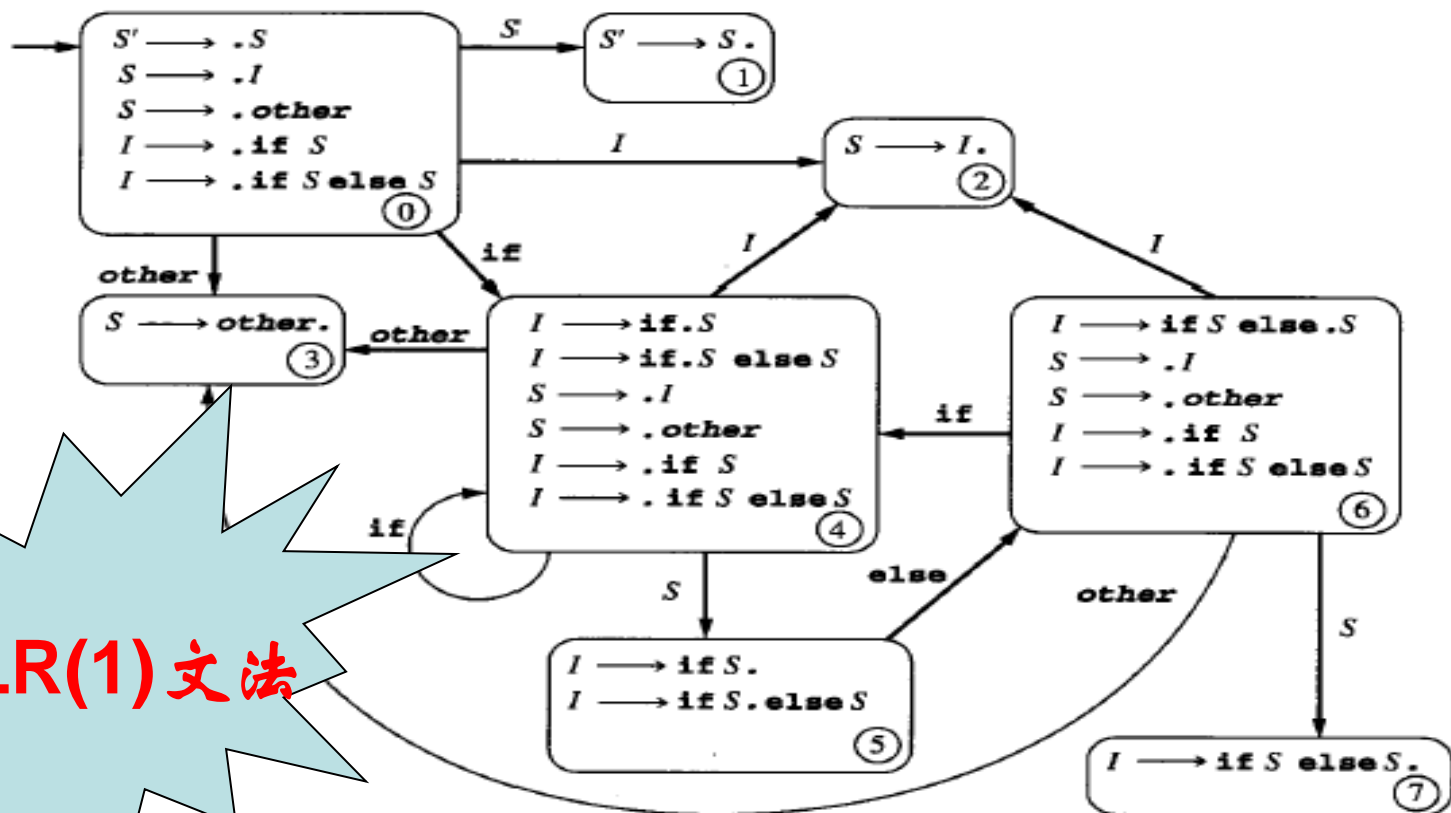 S' → .S
S → .I
S → .other
I → .if S
I → .if S else S
0
S
S' → S.
1
I
S → I.
2
other
if
I
I
S → other.
3
other
I → if.S
I → if.S else S
S → .I
S → .other
I → .if S
I → . if S else S
4
if
I → if S else.S
S → .I
S → .other
I → .if S
I → . if S else S
6
if
S
else
other
S
.R(1)文法
I → if S.
I → if S.else S
5
I → if S else S.
7